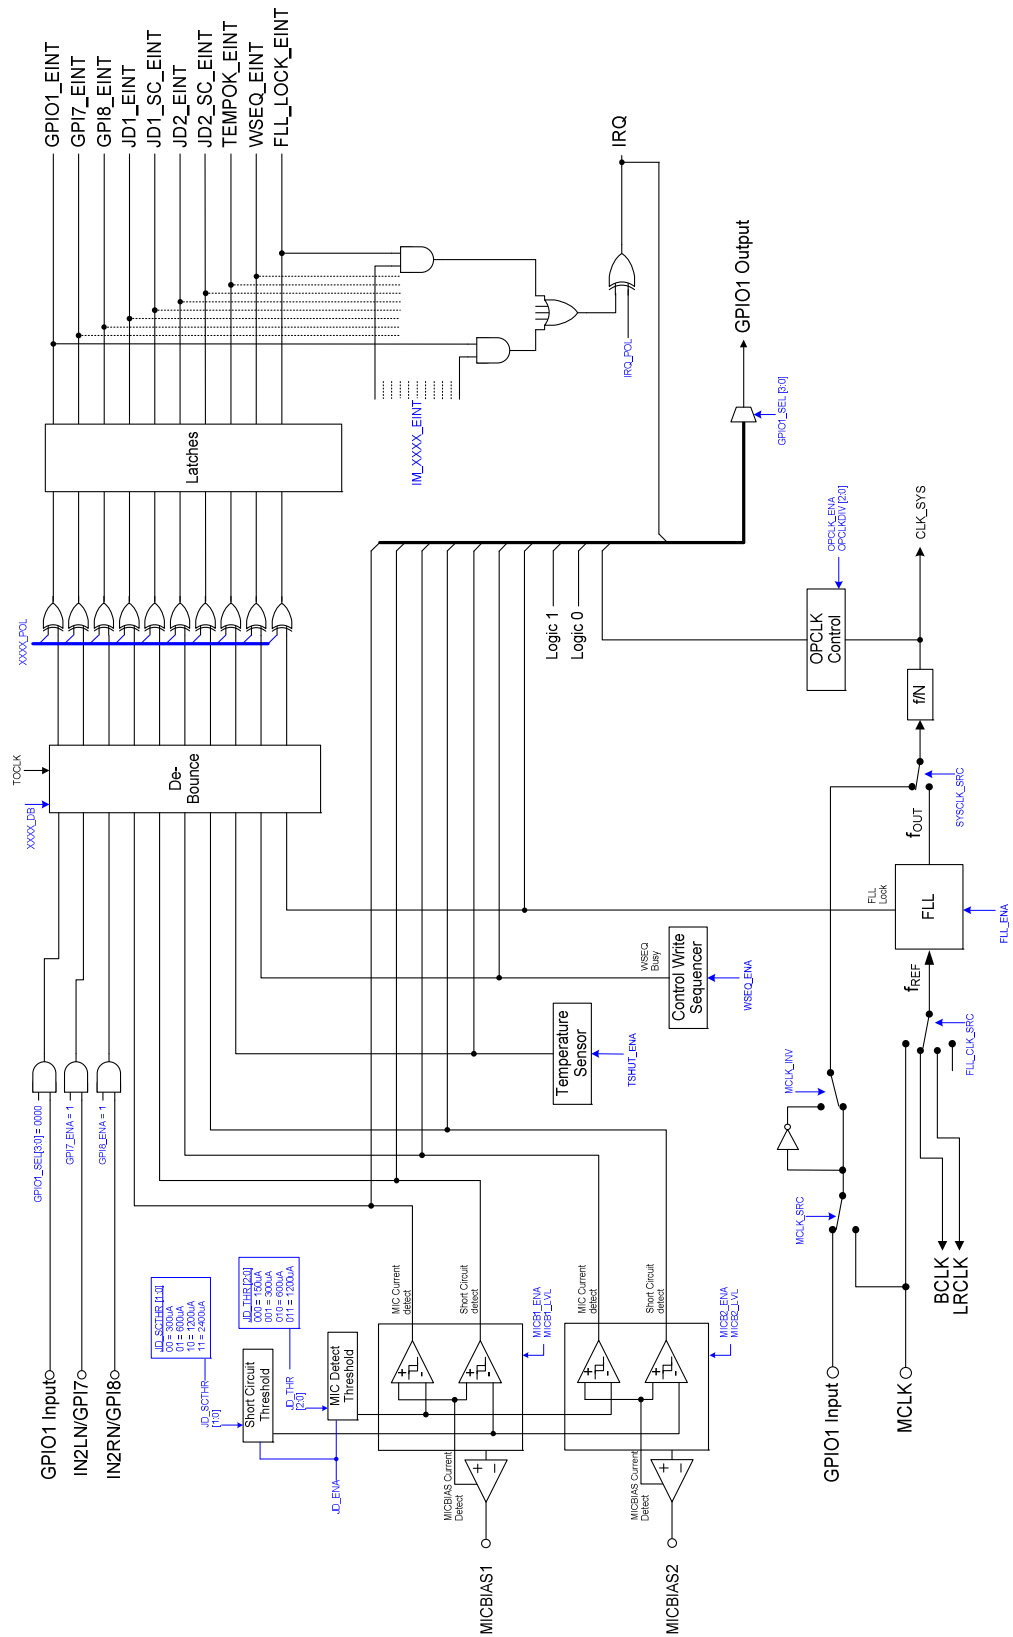 GPIO1_EINT
GPI7_EINT
GPI8_EINT
JD1_EINT
JD1_SC_EINT
JD2_EINT
JD2_SC_EINT
TEMPOK_EINT
WSEQ_EINT
FLL_LOCK_EINT
IRQ
GPIO1 Output
IRQ_POL
GPIO1_SEL [3:0]
IM_XXXX_EINT
Latches
XXXX_POL
Logic 1
Logic 0
OPCLK_ENA
OPCLKDIV [2:0]
OPCLK
Control
CLK_SYS
f/N
TOCLK
XXXX_DB
De-
Bounce
SYSCLK_SRC
fOUT
FLL
Lock
FLL
FLL_ENA
fREF
FLL_CLK_SRC
WSEQ
Busy
Control Write
Sequencer
WSEQ_ENA
Temperature
Sensor
TSHUT_ENA
GPIO1_SEL[3:0] = 0000
GPI7_ENA = 1
GPI8_ENA = 1
MCLK_INV
MCLK_SRC
BCLK
LRCLK
GPIO1 Input
IN2LN/GPI7
IN2RN/GPI8
JD_SCTHR [1:0]
00 = 300uA
01 = 600uA
10 = 1200uA
11 = 2400uA
JD_THR [2:0]
000 = 150uA
001 = 300uA
010 = 600uA
011 = 1200uA
JD_SCTHR
[1:0]
Short Circuit
Threshold
JD_THR
[2:0]
MIC Detect
Threshold
JD_ENA
MIC Current
detect
Short Circuit
detect
MICB1_ENA
MICB1_LVL
MIC Current
detect
Short Circuit
detect
MICB2_ENA
MICB2_LVL
MICBIAS Current
Detect
MICBIAS Current
Detect
MICBIAS1
MICBIAS2
GPIO1 Input
MCLK